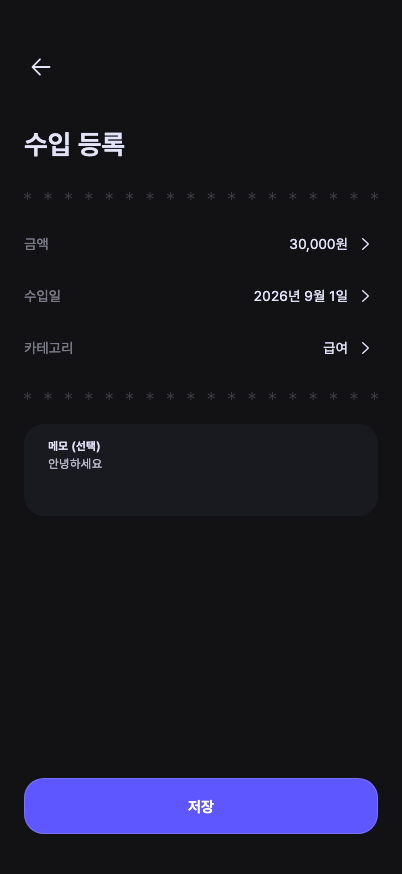 수입 등록
* * * * * * * * * * * * * * * * * *
금액 30,000원
수입일 2026년 9월 1일
카테고리 급여
* * * * * * * * * * * * * * * * * *
메모 (선택)
안녕하세요
저장